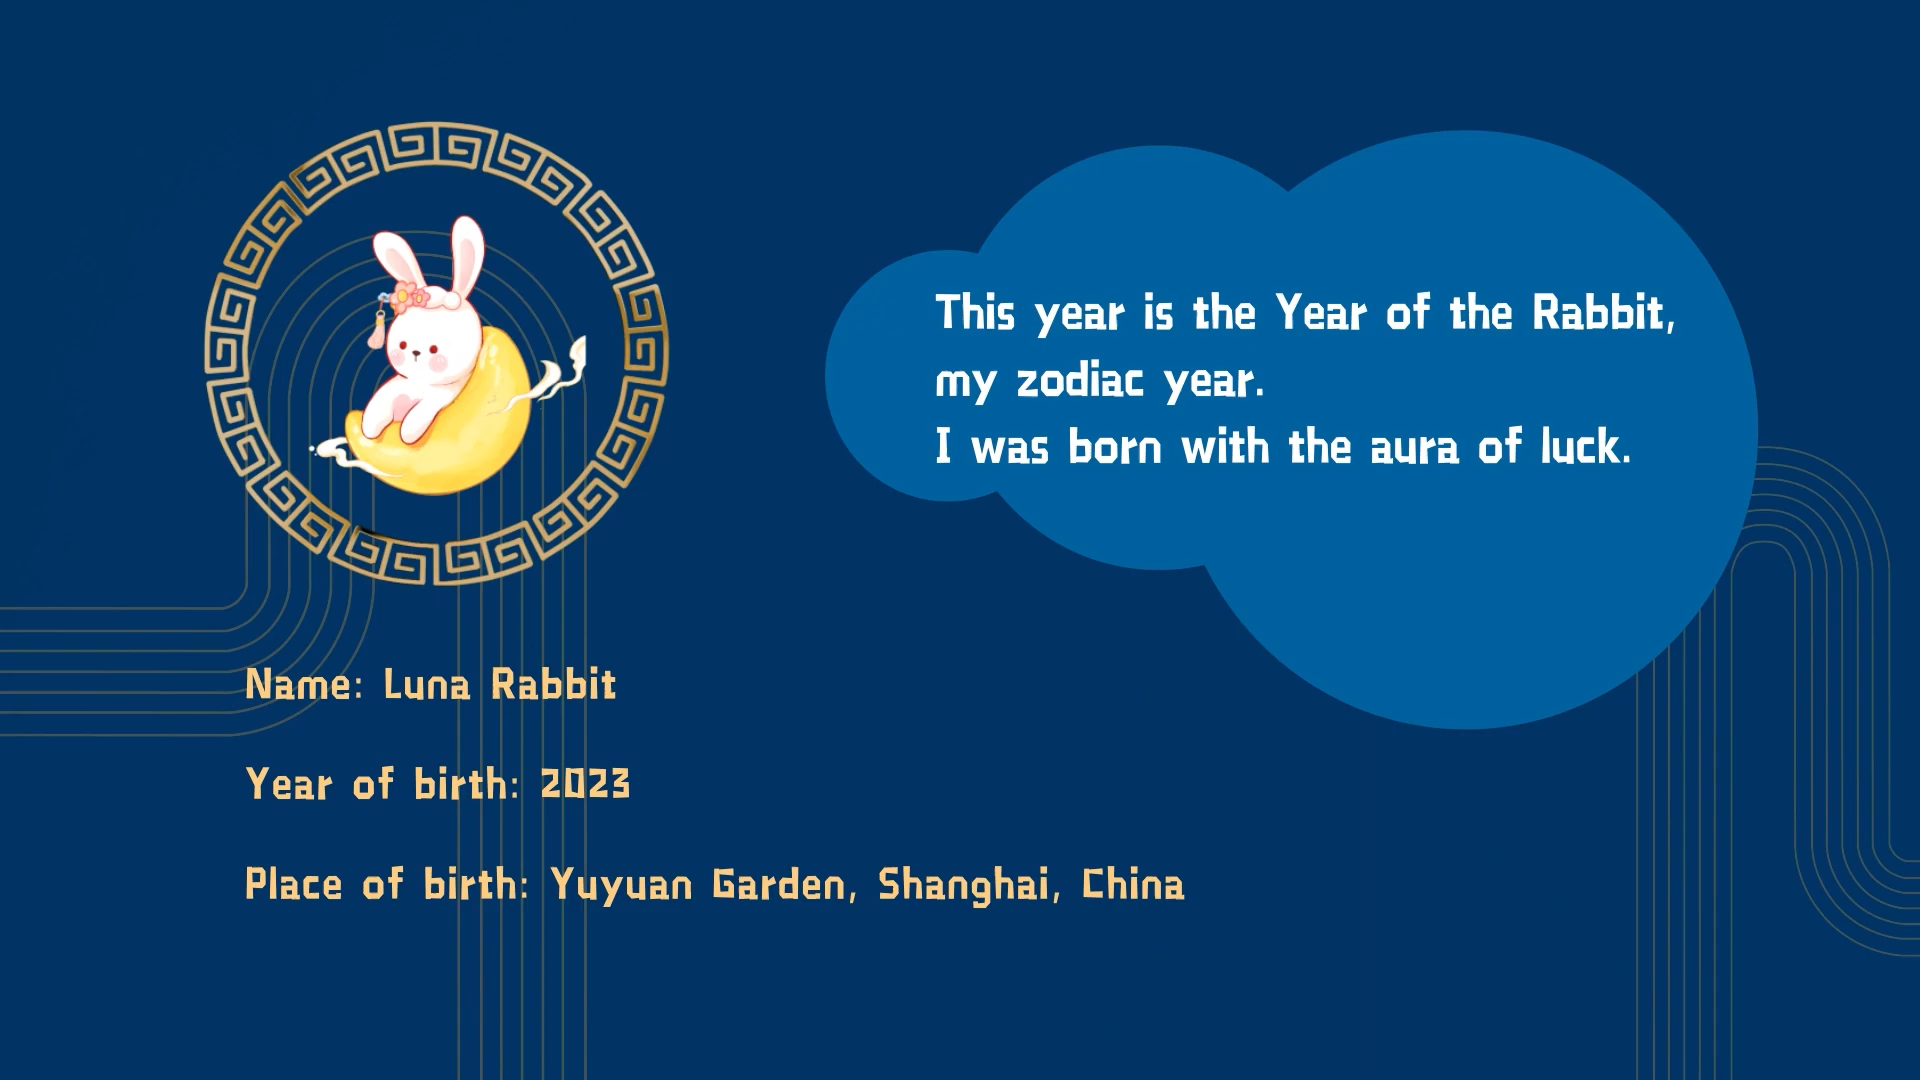 This year is the Year of the Rabbit,
my zodiac year.
I was born with the aura of luck.
Name: Luna Rabbit
Year of birth: 2023
Place of birth: Yuyuan Garden, Shanghai, China